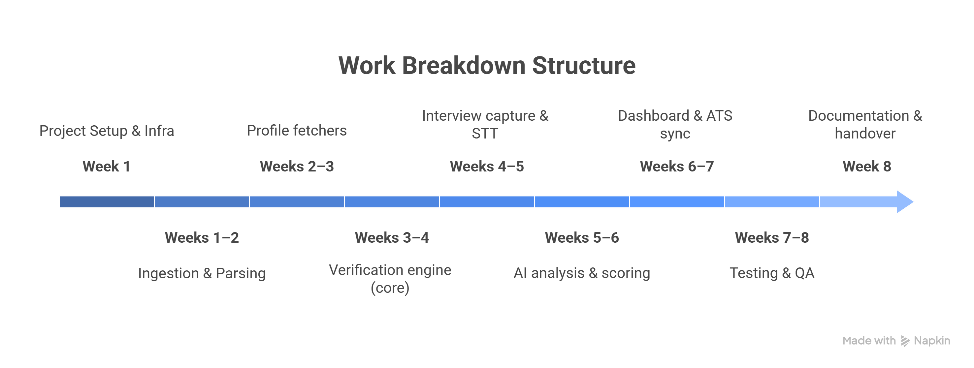 Work Breakdown Structure
Project Setup & Infra
Week 1
Profile fetchers
Weeks 2–3
Interview capture &
STT
Weeks 4–5
Dashboard & ATS
sync
Weeks 6–7
Documentation &
handover
Week 8
Weeks 1–2
Ingestion & Parsing
Weeks 3–4
Verification engine
(core)
Weeks 5–6
AI analysis & scoring
Weeks 7–8
Testing & QA
Made with Napkin